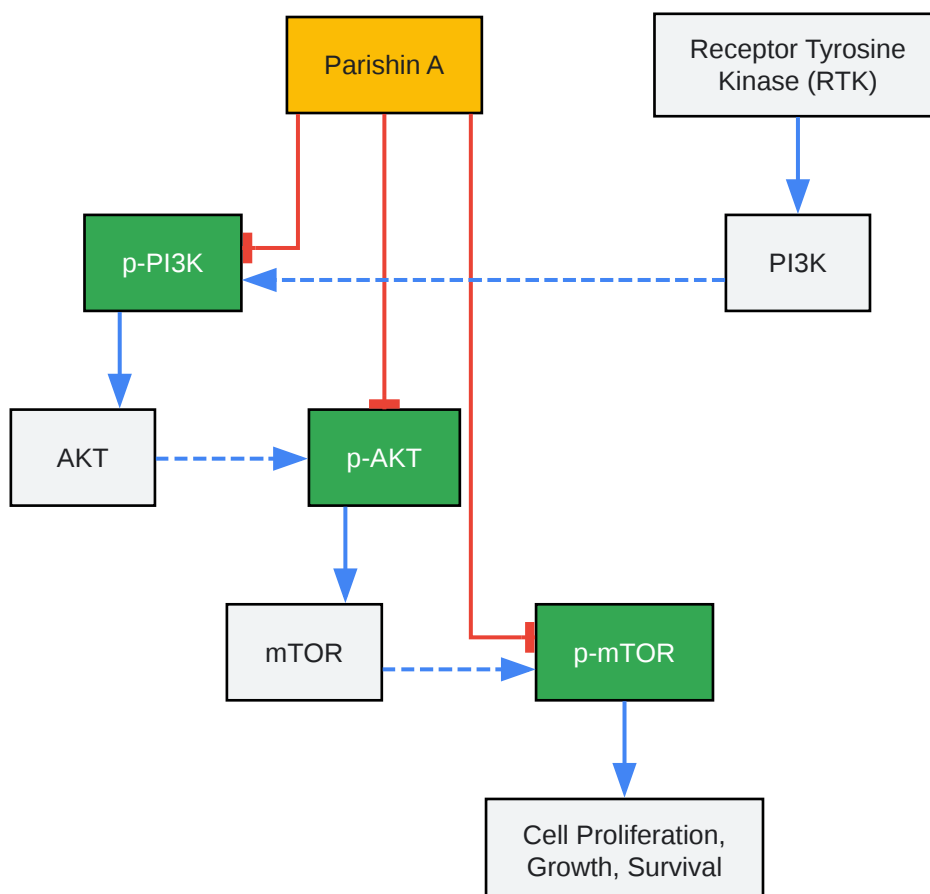 Parishin A
Receptor Tyrosine
Kinase (RTK)
p-PI3K
PI3K
AKT
p-AKT
mTOR
p-mTOR
Cell Proliferation,
Growth, Survival